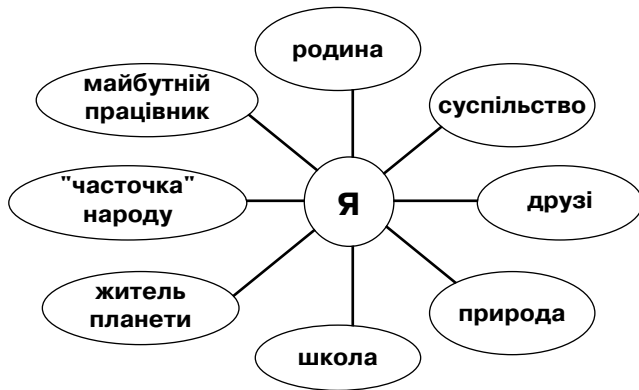 родина
майбутній
працівник
суспільство
"часточка"
народу
Я
друзі
житель
планети
природа
школа